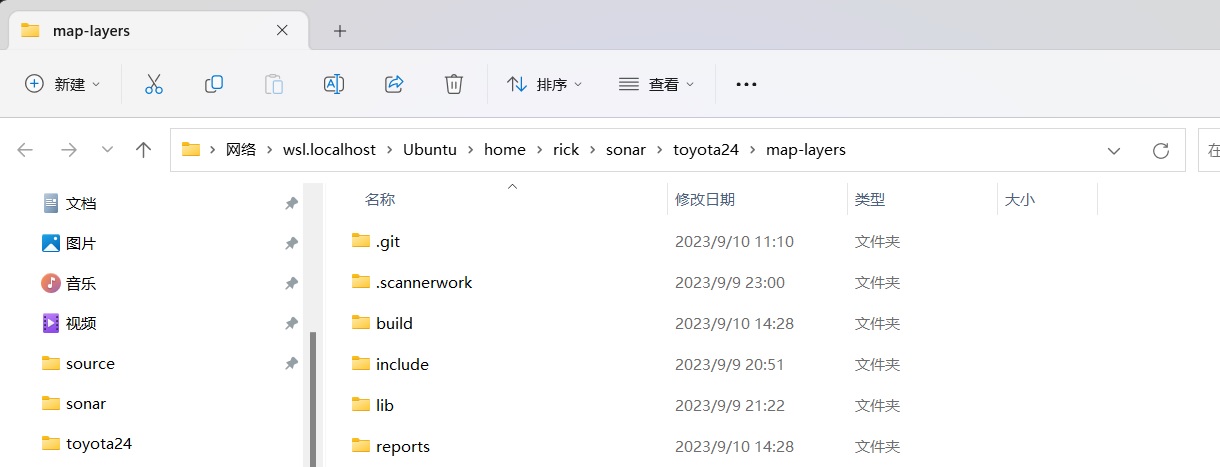 map-layers
新建
排序
查看
网络 wsl.localhost Ubuntu home rick sonar toyota24 map-layers
在
文档
图片
音乐
视频
source
sonar
toyota24
名称 修改日期 类型 大小
.git 2023/9/10 11:10 文件夹
.scannerwork 2023/9/9 23:00 文件夹
build 2023/9/10 14:28 文件夹
include 2023/9/9 20:51 文件夹
lib 2023/9/9 21:22 文件夹
reports 2023/9/10 14:28 文件夹